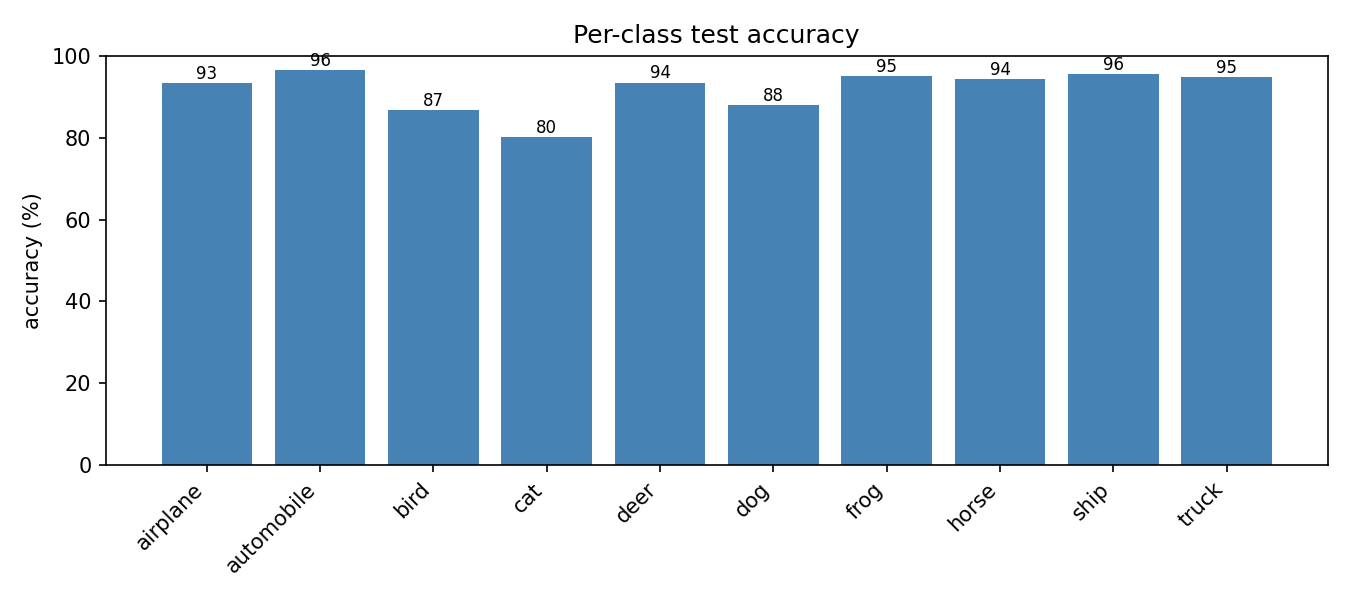 Per-class test accuracy
accuracy (%)
100
80
60
40
20
0
93
96
87
80
94
88
95
94
96
95
airplane
automobile
bird
cat
deer
dog
frog
horse
ship
truck